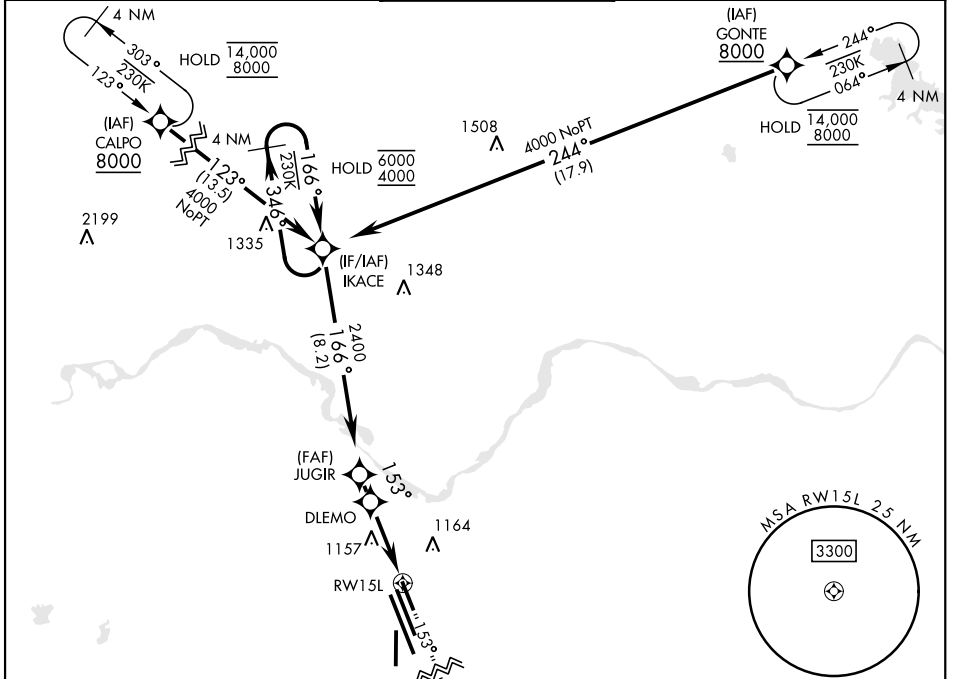 4 NM
303°
230K
123°
HOLD 14,000
8000
(IAF)
CALPO
8000
123°
(13.5)
4000
NoPT
2199
4 NM
166°
230K
346°
HOLD 6000
4000
1335
(IF/IAF)
IKACE
1348
1508
4000 NoPT
244°
(17.9)
(IAF)
GONTE
8000
244°
230K
064°
4 NM
HOLD 14,000
8000
2400
166°
(8.2)
(FAF)
JUGIR
153°
DLEMO
1157
1164
RW15L
"153°"
MSA RW15L 25 NM
3300